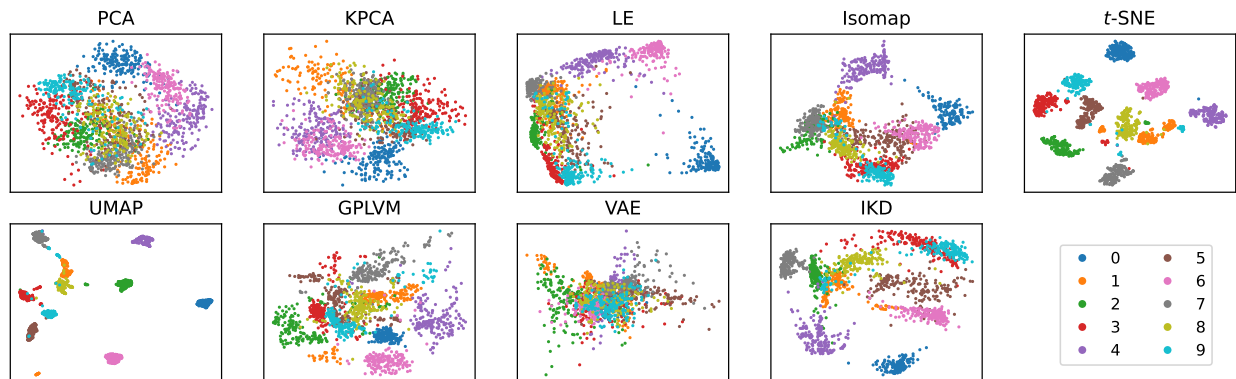 PCA
KPCA
LE
Isomap
t-SNE
UMAP
GPLVM
VAE
IKD
0 5
1 6
2 7
3 8
4 9